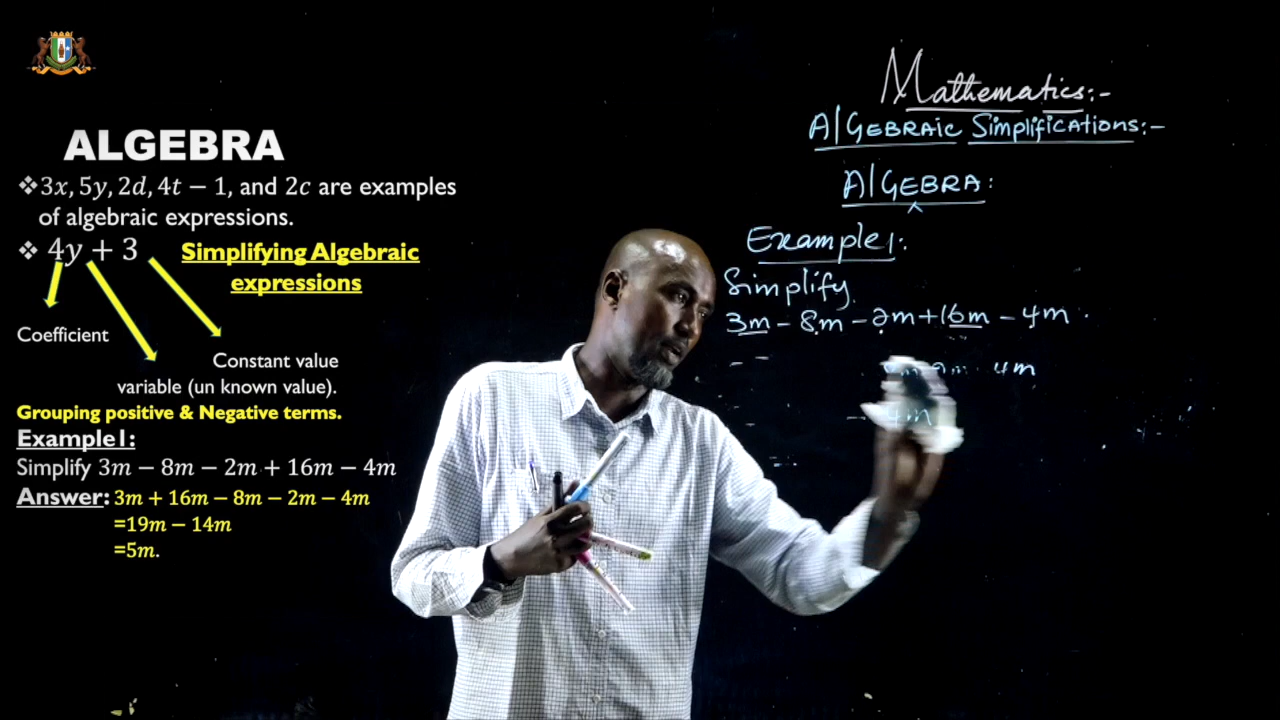 ALGEBRA
❖3x, 5y, 2d, 4t − 1, and 2c are examples
of algebraic expressions.
❖ 4y + 3
Simplifying Algebraic
expressions
Coefficient
Constant value
variable (un known value).
Grouping positive & Negative terms.
Example1:
Simplify 3m − 8m − 2m + 16m − 4m
Answer: 3m + 16m − 8m − 2m − 4m
=19m − 14m
=5m.
Mathematics:-
AlGEBRAic Simplifications:-
AlGEBRA:
Example1:
Simplify
3m - 8m - 2m + 16m - 4m.
4m
4m